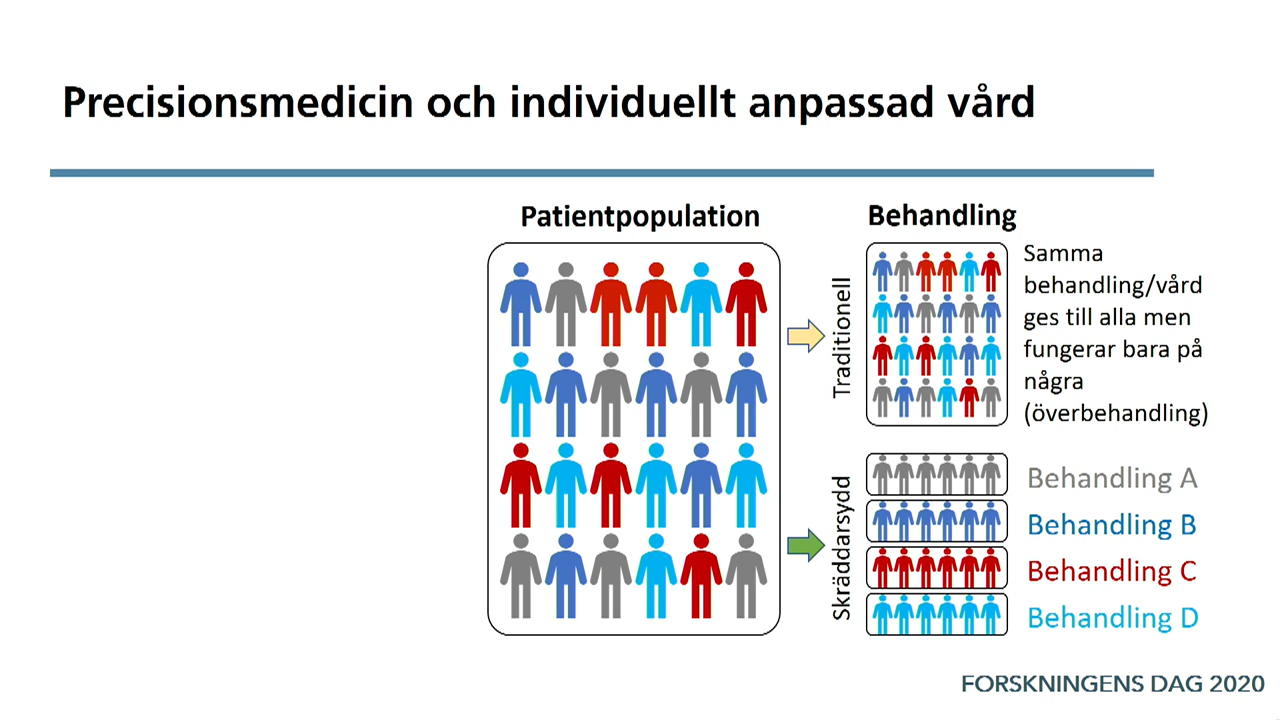 Precisionsmedicin och individuellt anpassad vård
Patientpopulation
Behandling
Traditionell
Samma
behandling/vård
ges till alla men
fungerar bara på
några
(överbehandling)
Skräddarsydd
Behandling A
Behandling B
Behandling C
Behandling D
FORSKNINGENS DAG 2020